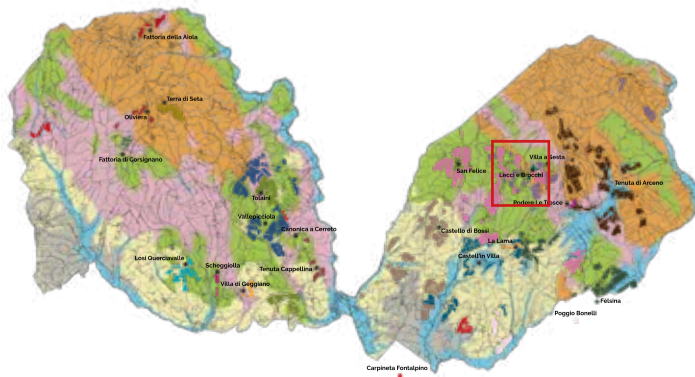 Fattoria della Aiola
Terra di Seta
Oliviera
Fattoria di Corsignano
Villa a Sesta
San Felice
Lecci e Brocchi
Tenuta di Arceno
Tolaini
Podere Le Trosce
Vallepicciola
Canonica a Cerreto
Castello di Bossi
La Lama
Castell'in Villa
Losi Querciavalle
Scheggiolla
Tenuta Cappellina
Villa di Geggiano
Felsina
Poggio Bonelli
Carpineta Fontalpino